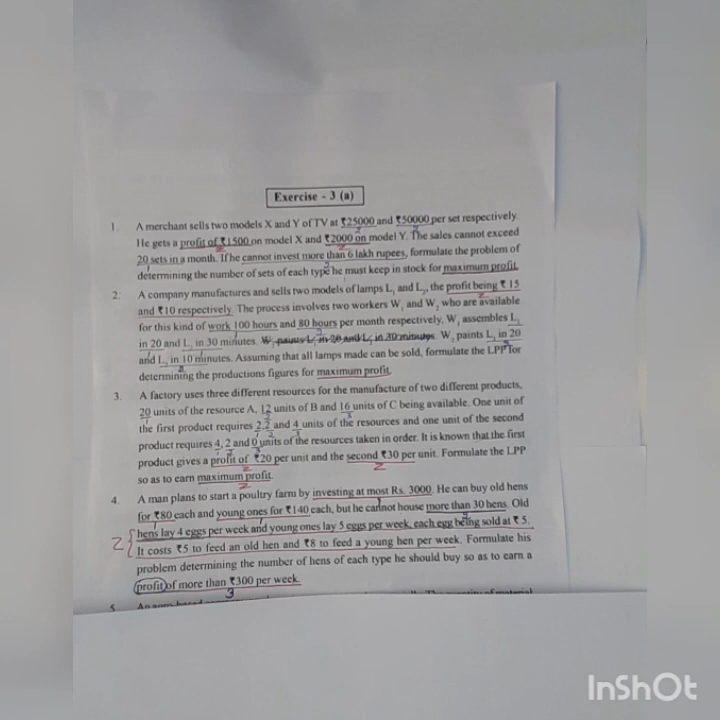 Exercise - 3 (a)
1. A merchant sells two models X and Y of TV at ₹25000 and ₹50000 per set respectively.
He gets a profit of ₹1500 on model X and ₹2000 on model Y. The sales cannot exceed
20 sets in a month. If he cannot invest more than 6 lakh rupees, formulate the problem of
determining the number of sets of each type he must keep in stock for maximum profit.
2. A company manufactures and sells two models of lamps L₁ and L₂, the profit being ₹ 15
and ₹10 respectively. The process involves two workers W₁ and W₂ who are available
for this kind of work 100 hours and 80 hours per month respectively, W₁ assembles L₁
in 20 and L₂ in 30 minutes. W₁ paints L₁ in 20 and L₂ in 30 minutes. W₂ paints L₁ in 20
and L₂ in 10 minutes. Assuming that all lamps made can be sold, formulate the LPP for
determining the productions figures for maximum profit.
3. A factory uses three different resources for the manufacture of two different products,
20 units of the resource A, 12 units of B and 16 units of C being available. One unit of
the first product requires 2,2 and 4 units of the resources and one unit of the second
product requires 4, 2 and 0 units of the resources taken in order. It is known that the first
product gives a profit of ₹20 per unit and the second ₹30 per unit. Formulate the LPP
so as to earn maximum profit.
4. A man plans to start a poultry farm by investing at most Rs. 3000. He can buy old hens
for ₹80 each and young ones for ₹140 each, but he cannot house more than 30 hens. Old
hens lay 4 eggs per week and young ones lay 5 eggs per week, each egg being sold at ₹ 5.
Z { It costs ₹5 to feed an old hen and ₹8 to feed a young hen per week. Formulate his
problem determining the number of hens of each type he should buy so as to earn a
profit of more than ₹300 per week.
3
5
InShOt